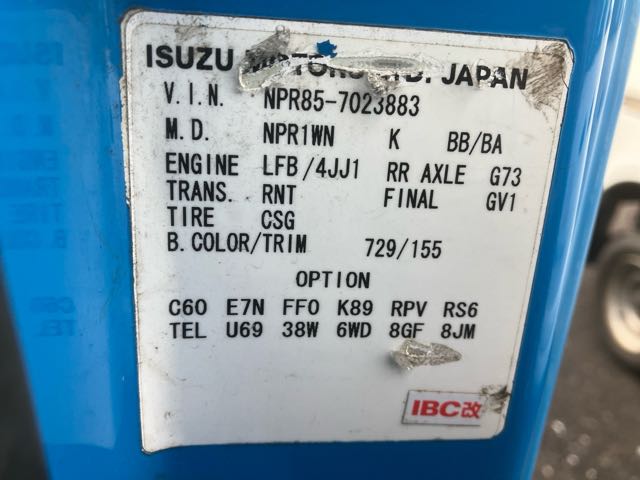 ISUZU MOTORS LTD. JAPAN
V.I.N. NPR85-7023883
M.D. NPR1WN K BB/BA
ENGINE LFB/4JJ1 RR AXLE G73
TRANS. RNT FINAL GV1
TIRE CSG
B.COLOR/TRIM 729/155
OPTION
C60 E7N FF0 K89 RPV RS6
TEL U69 38W 6WD 8GF 8JM
IBC改